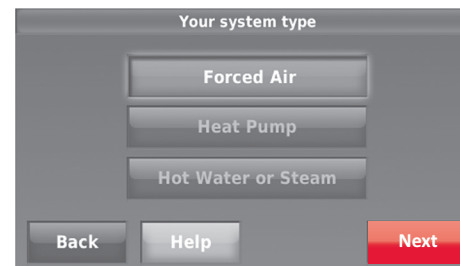 Your system type
Forced Air
Heat Pump
Hot Water or Steam
Back
Help
Next